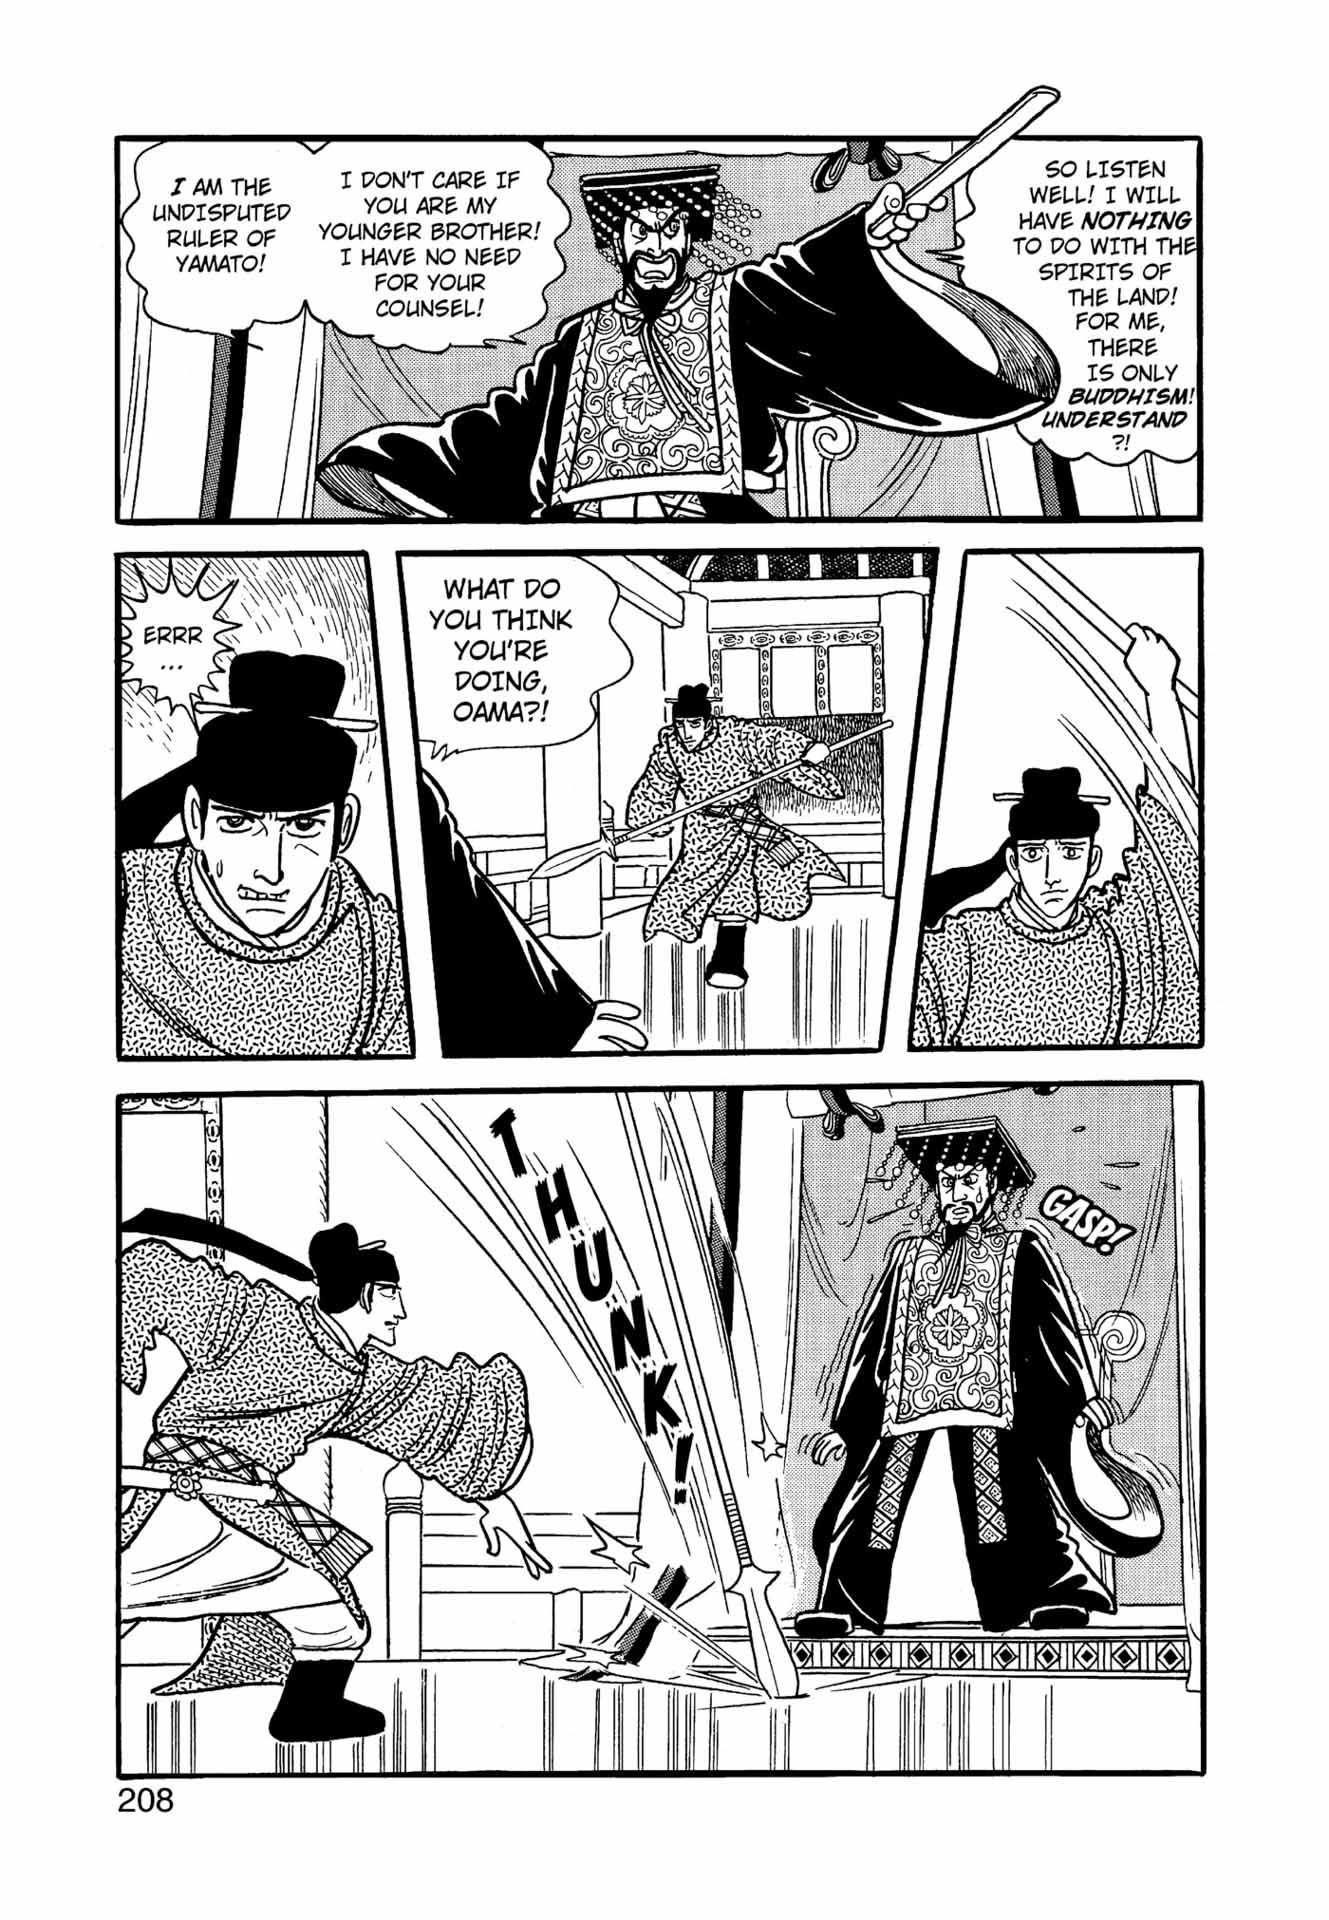 SO LISTEN
WELL! I WILL
HAVE NOTHING
TO DO WITH THE
SPIRITS OF
THE LAND!
FOR ME,
THERE
IS ONLY
BUDDHISM!
UNDERSTAND
?!
I DON'T CARE IF
YOU ARE MY
YOUNGER BROTHER!
I HAVE NO NEED
FOR YOUR
COUNSEL!
I AM THE
UNDISPUTED
RULER OF
YAMATO!
WHAT DO
YOU THINK
YOU'RE
DOING,
OAMA?!
ERRR
...
GASP!
THUNK!
208